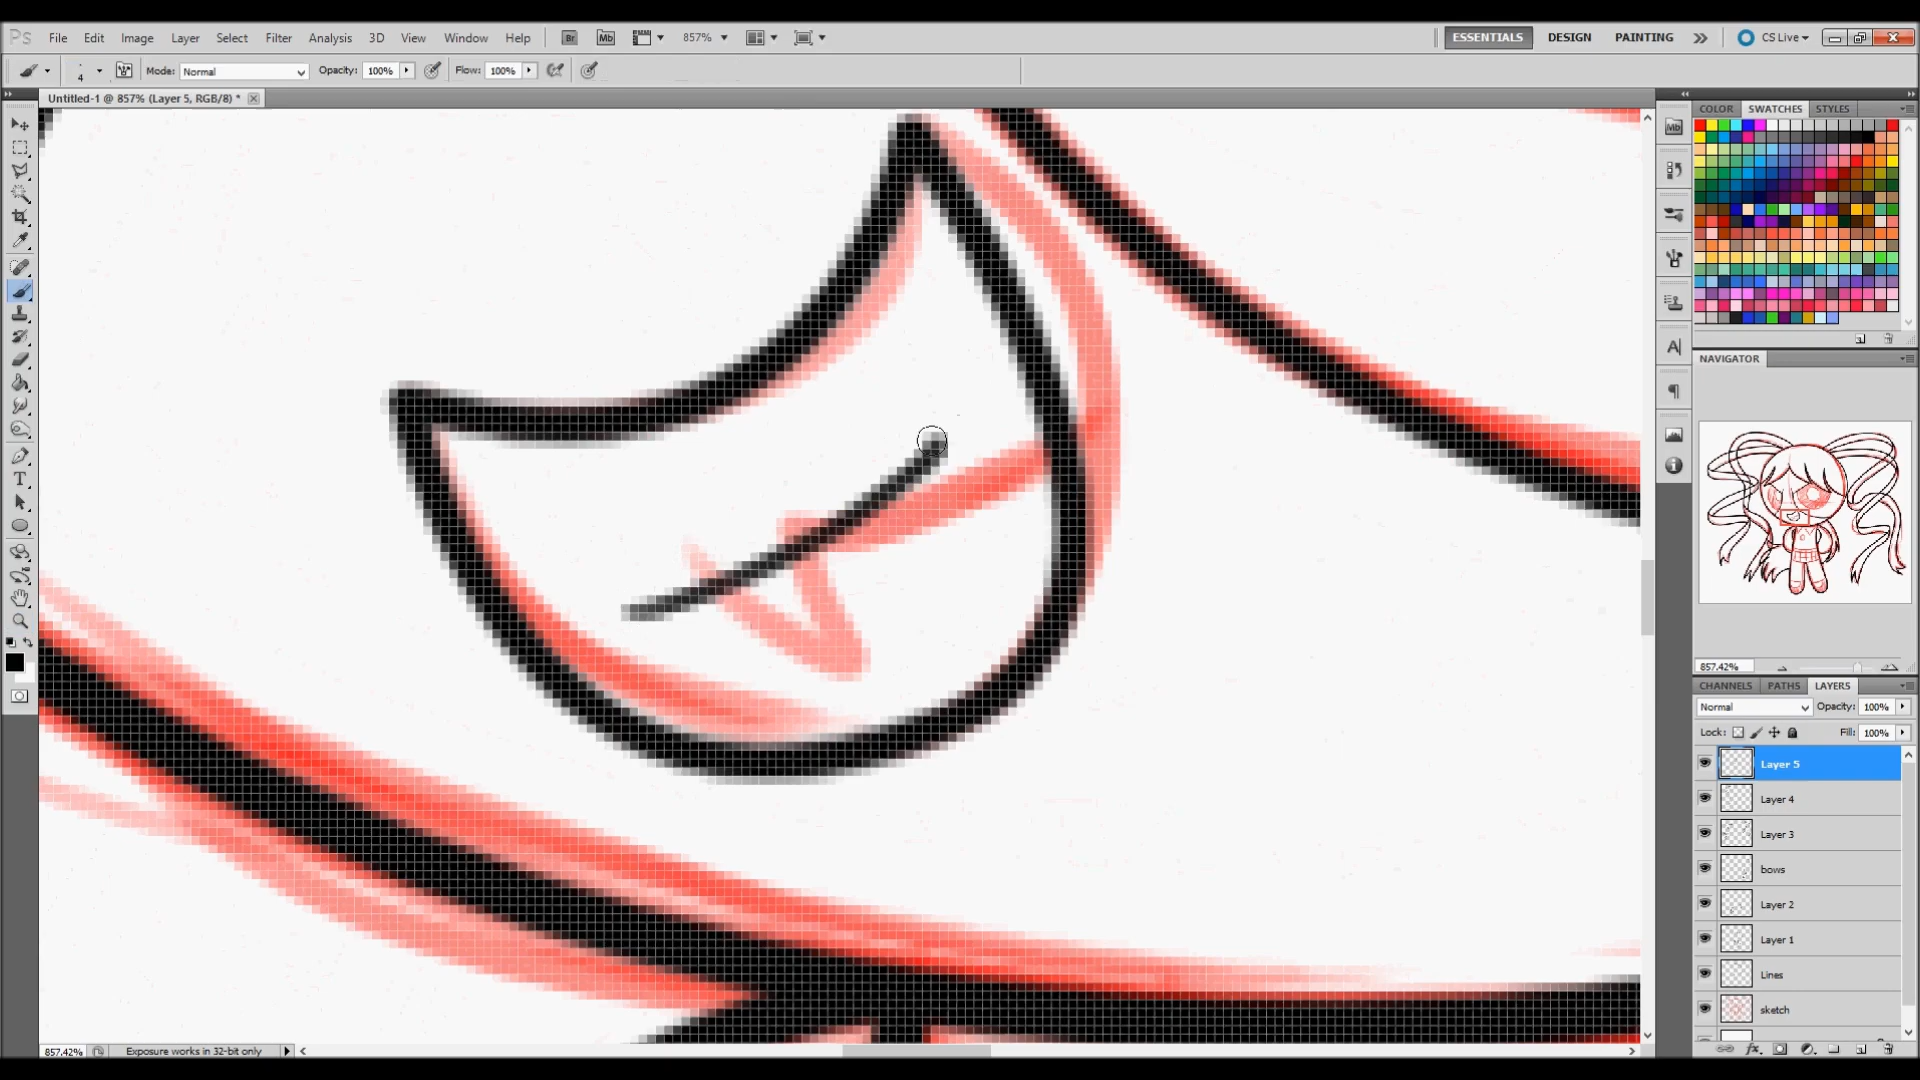 Ps File Edit Image Layer Select Filter Analysis 3D View Window Help Br Mb 857% ESSENTIALS DESIGN PAINTING CS Live
4 Mode: Normal Opacity: 100% Flow: 100%
Untitled-1 @ 857% (Layer 5, RGB/8) *
COLOR SWATCHES STYLES
Mb
NAVIGATOR
857.42%
CHANNELS PATHS LAYERS
Normal Opacity: 100%
Lock: Fill: 100%
Layer 5
Layer 4
Layer 3
bows
Layer 2
Layer 1
Lines
sketch
857.42% Exposure works in 32-bit only